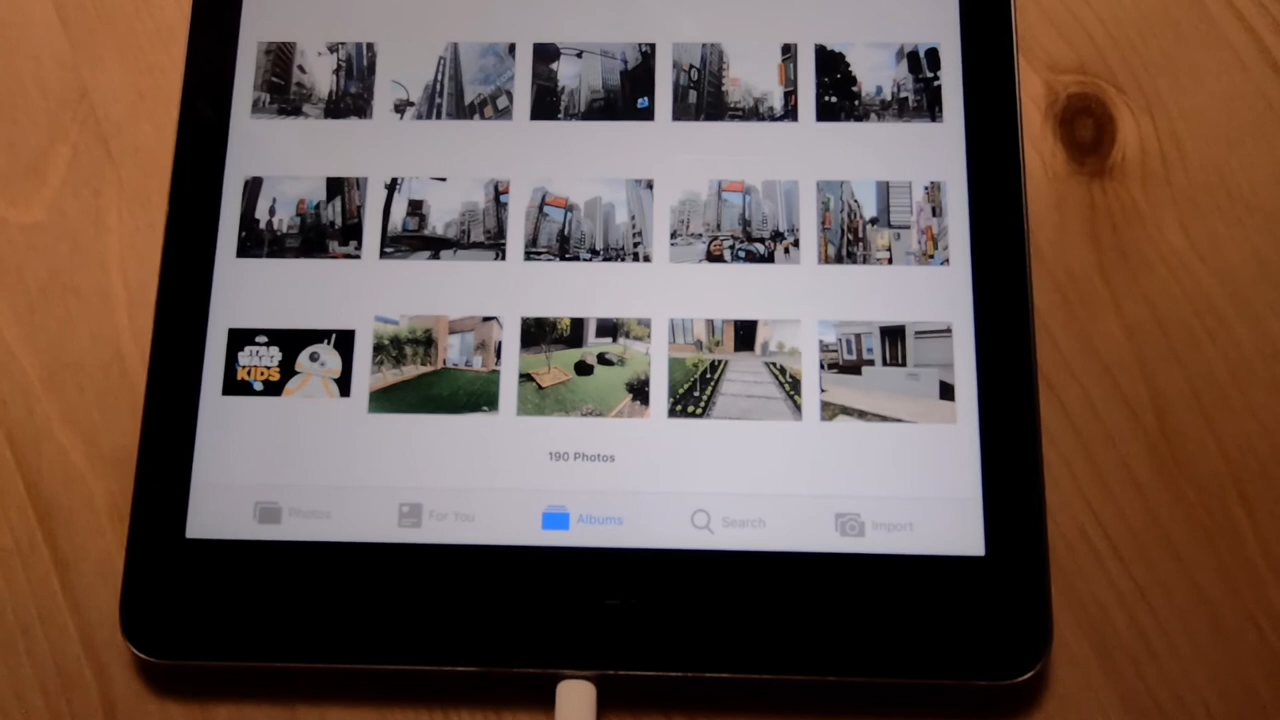 STAR
WARS
KIDS
190 Photos
Photos
For You
Albums
Search
Import